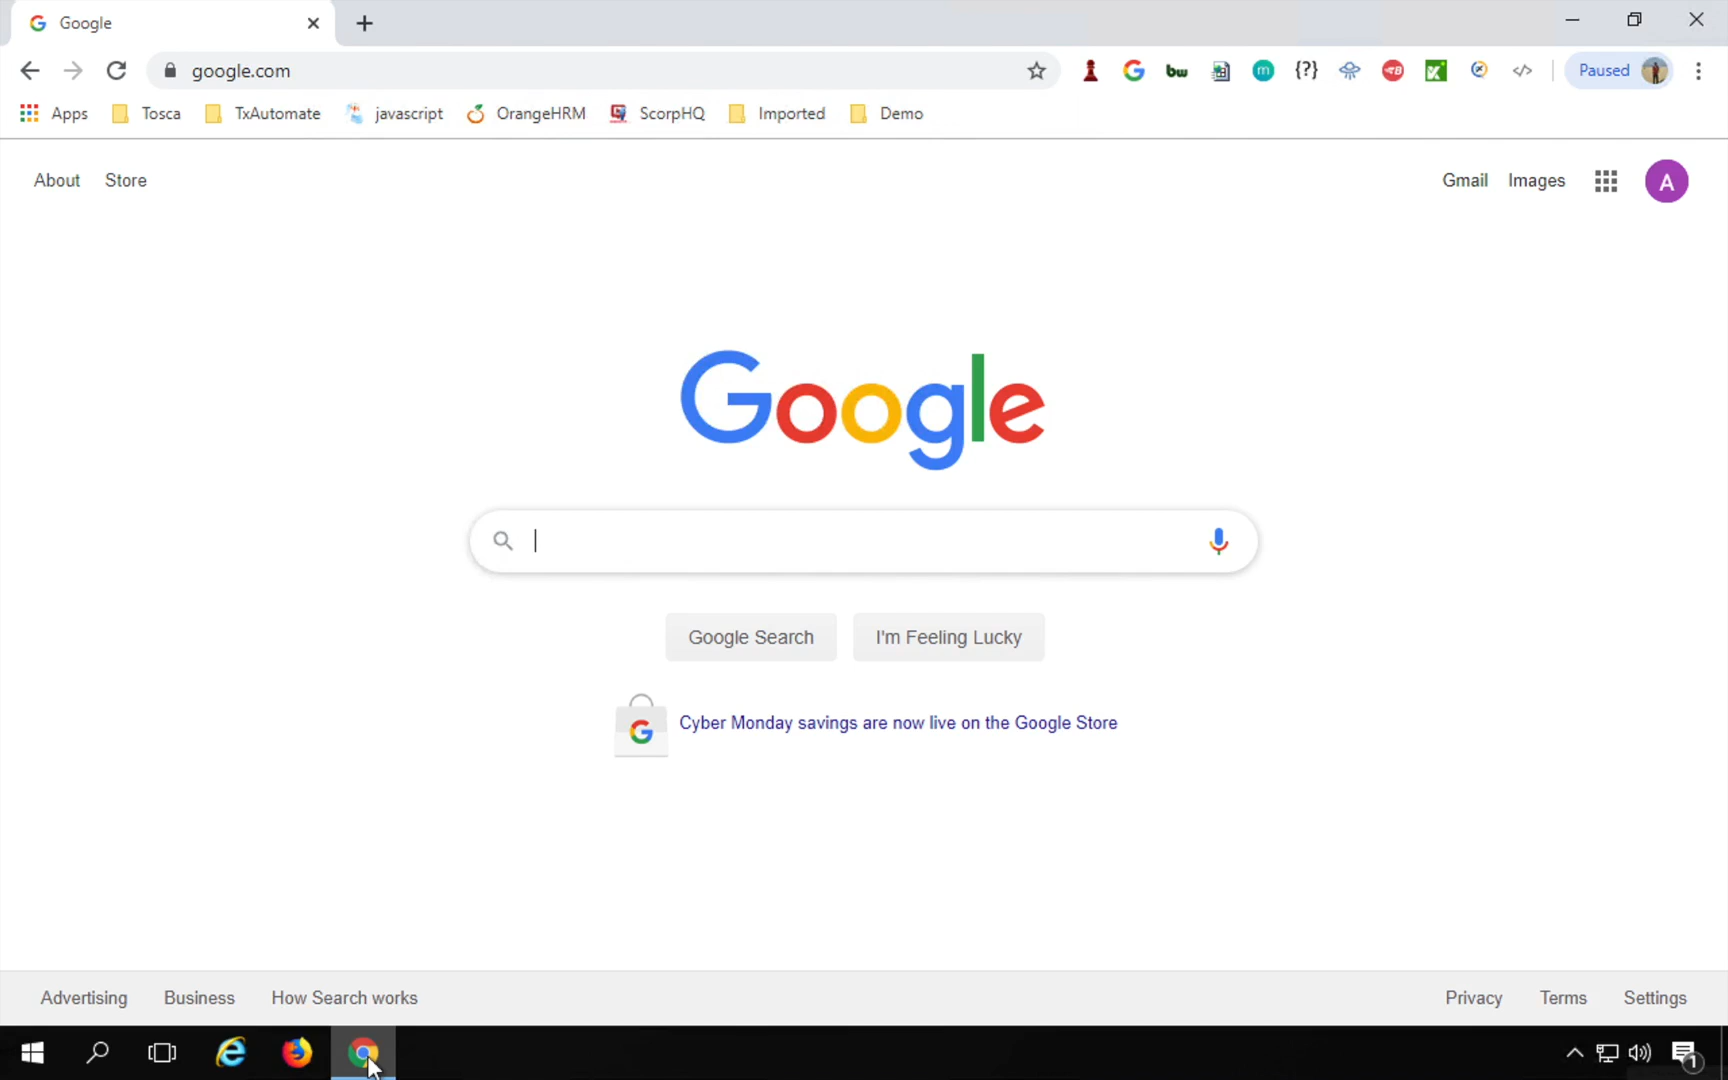 Google
google.com
bw
m
{?}
B
K
</>
Paused
Apps
Tosca
TxAutomate
javascript
OrangeHRM
ScorpHQ
Imported
Demo
About
Store
Gmail
Images
A
Google
Google Search
I'm Feeling Lucky
G
Cyber Monday savings are now live on the Google Store
Advertising
Business
How Search works
Privacy
Terms
Settings
1